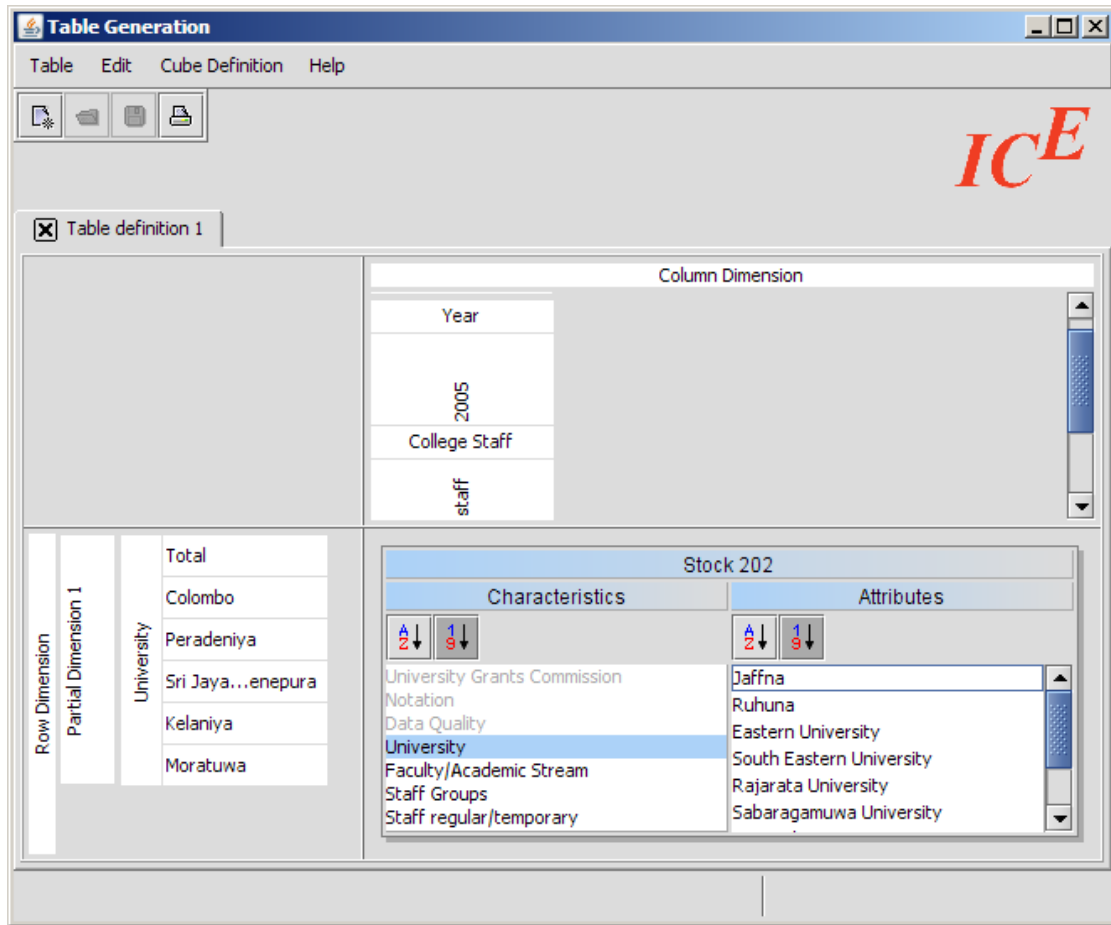 Table Generation
Table Edit Cube Definition Help
ICE
Table definition 1
Column Dimension
Year
2005
College Staff
staff
Row Dimension
Partial Dimension 1
University
Total
Colombo
Peradeniya
Sri Jaya...enepura
Kelaniya
Moratuwa
Stock 202
Characteristics
University Grants Commission
Notation
Data Quality
University
Faculty/Academic Stream
Staff Groups
Staff regular/temporary
Attributes
Jaffna
Ruhuna
Eastern University
South Eastern University
Rajarata University
Sabaragamuwa University